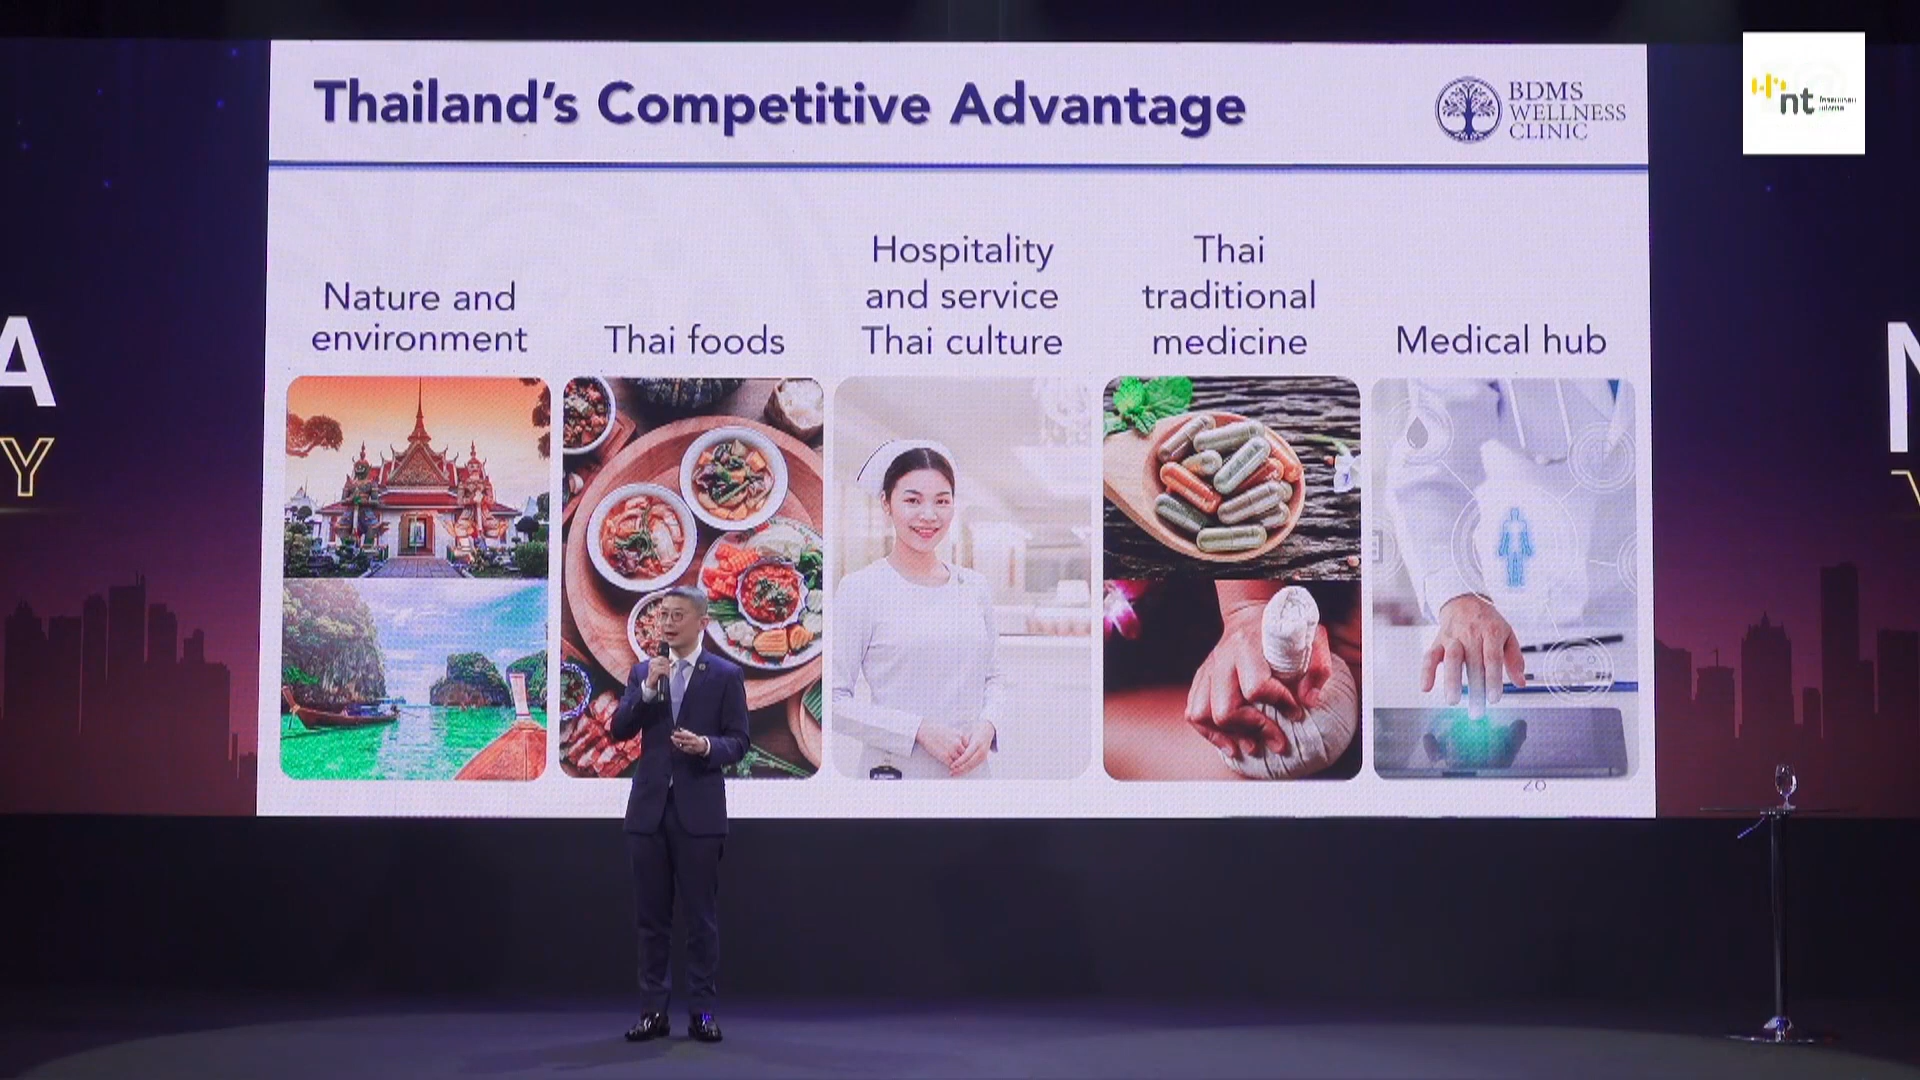 Thailand's Competitive Advantage
BDMS
WELLNESS
CLINIC
nt
Nature and
environment
Thai foods
Hospitality
and service
Thai culture
Thai
traditional
medicine
Medical hub
A
Y
26